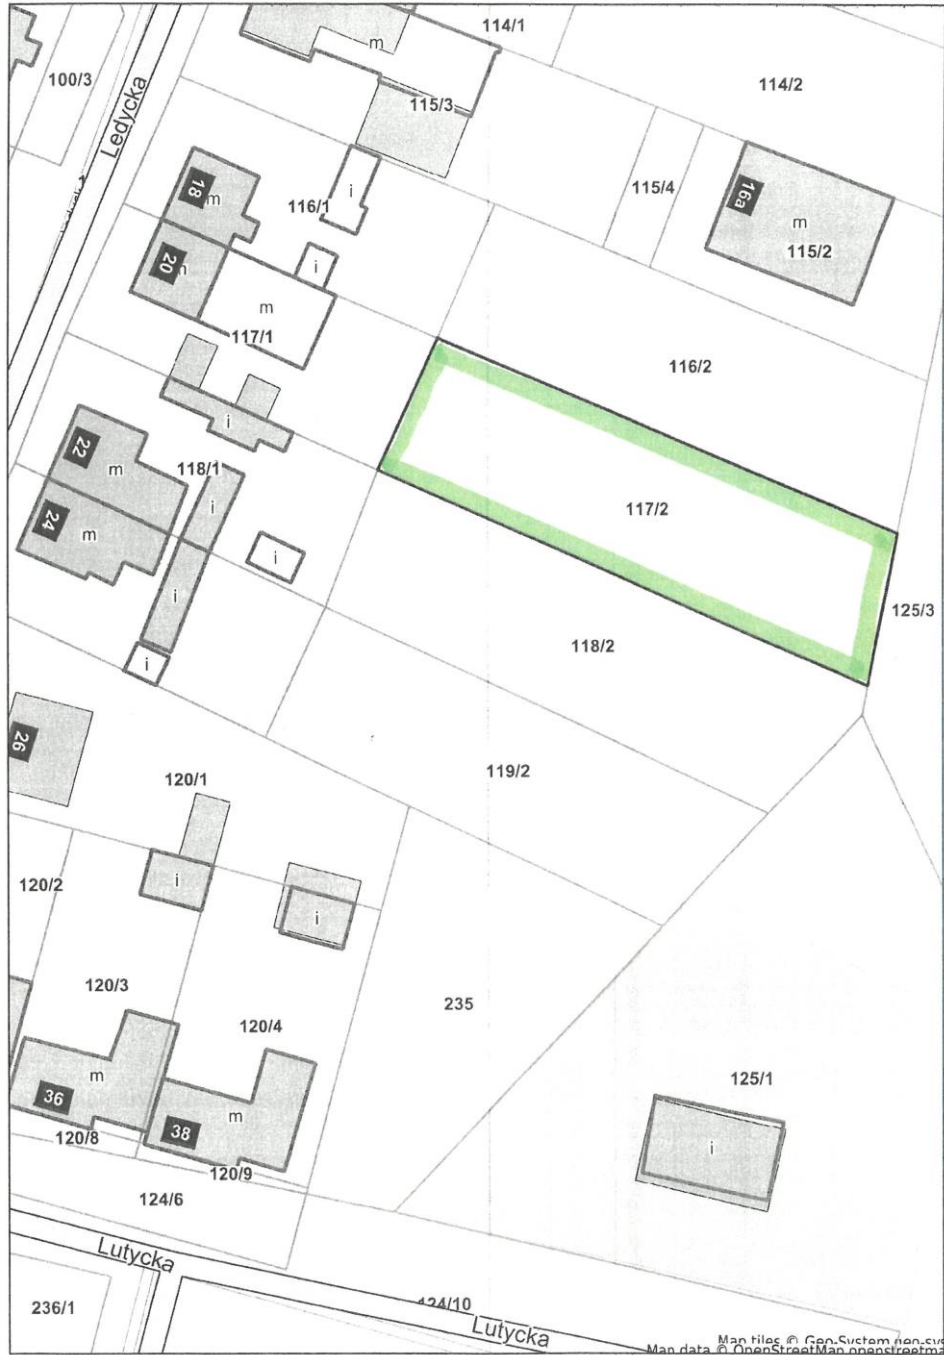 114/1
m
100/3
114/2
Ledycka
115/3
115/4
16a
18
m
i
116/1
m
115/2
20
i
m
117/1
116/2
i
22
m
118/1
i
117/2
24
m
i
i
125/3
118/2
i
26
119/2
120/1
120/2
i
i
120/3
235
120/4
125/1
m
36
m
38
i
120/8
120/9
124/6
Lutycka
236/1
124/10
Lutycka
Map tiles © Geo-System geo-sys
Map data © OpenStreetMap openstreetma